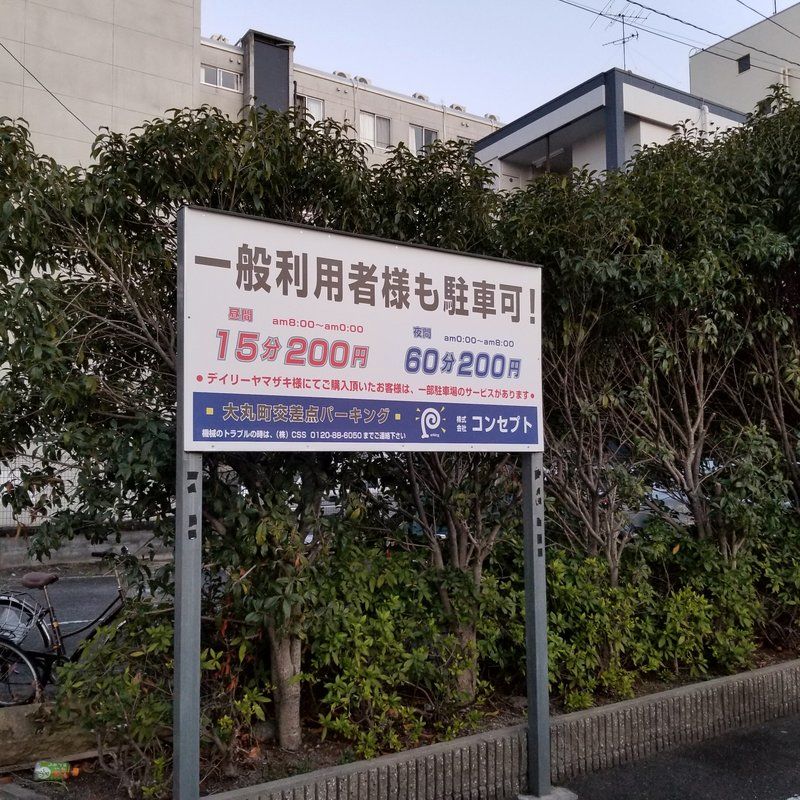 一般利用者様も駐車可！
昼間 am8:00～am0:00
15分200円
夜間 am0:00～am8:00
60分200円
●デイリーヤマザキ様にてご購入頂いたお客様は、一部駐車場のサービスがあります●
■ 大丸町交差点パーキング ■
機械のトラブルの時は、(株) CSS 0120-88-6050までご連絡下さい
株式会社 コンセプト